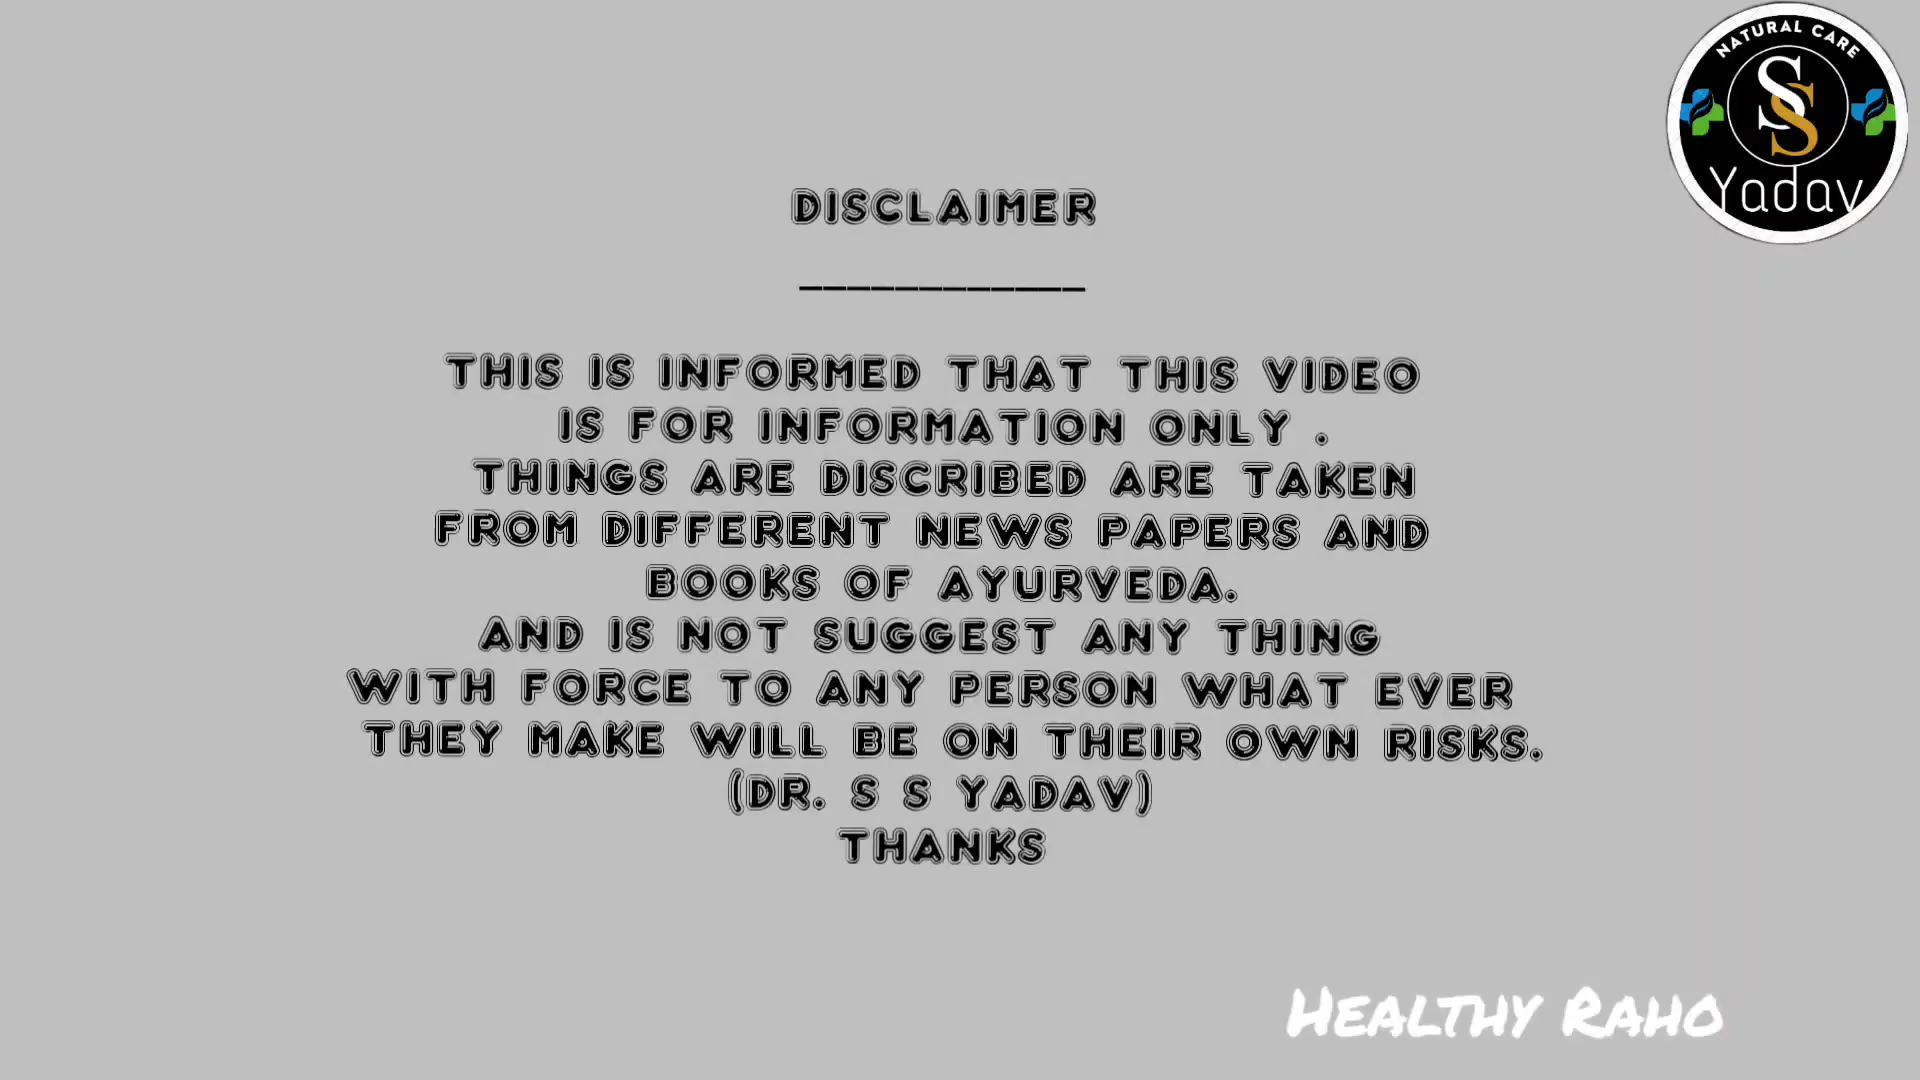 NATURAL CARE
SS
Yadav
DISCLAIMER
____________
THIS IS INFORMED THAT THIS VIDEO
IS FOR INFORMATION ONLY .
THINGS ARE DISCRIBED ARE TAKEN
FROM DIFFERENT NEWS PAPERS AND
BOOKS OF AYURVEDA.
AND IS NOT SUGGEST ANY THING
WITH FORCE TO ANY PERSON WHAT EVER
THEY MAKE WILL BE ON THEIR OWN RISKS.
(DR. S S YADAV)
THANKS
HEALTHY RAHO